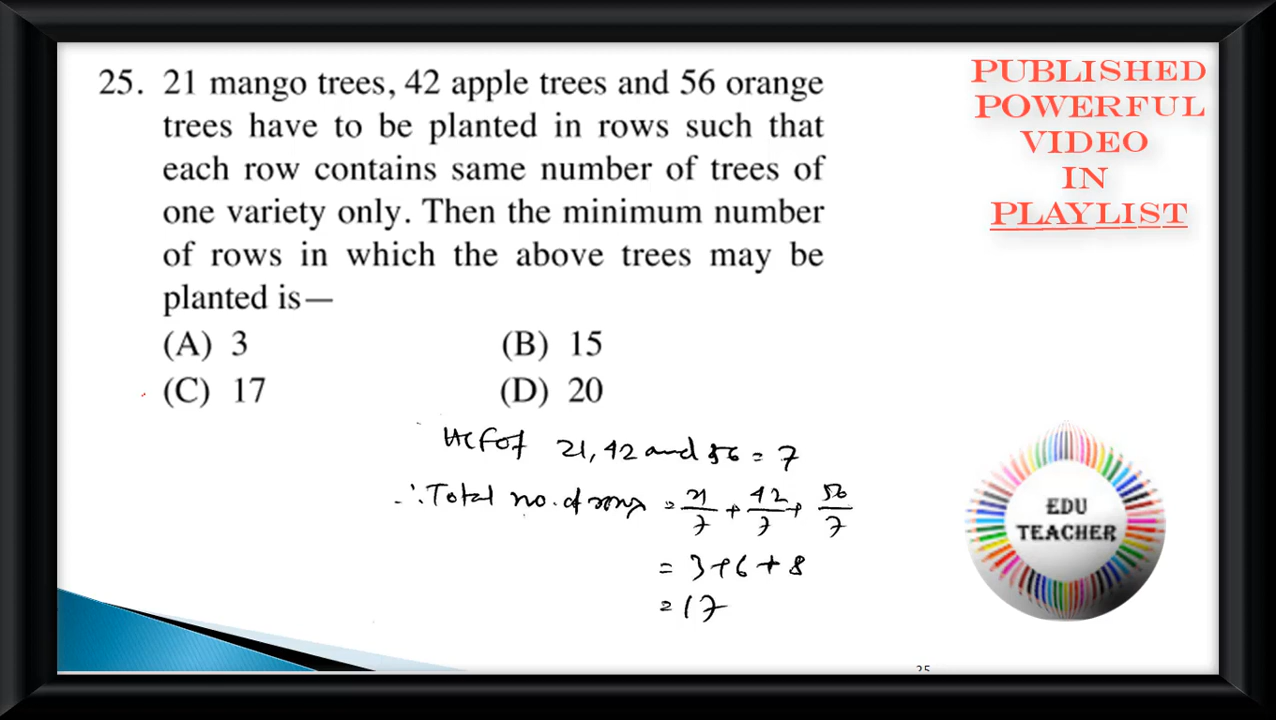 25. 21 mango trees, 42 apple trees and 56 orange
trees have to be planted in rows such that
each row contains same number of trees of
one variety only. Then the minimum number
of rows in which the above trees may be
planted is—
(A) 3 (B) 15
(C) 17 (D) 20
HCF of 21, 42 and 56 = 7
∴ Total no. of rows = 21/7 + 42/7 + 56/7
= 3+6+8
= 17
PUBLISHED
POWERFUL
VIDEO
IN
PLAYLIST
EDU
TEACHER
25